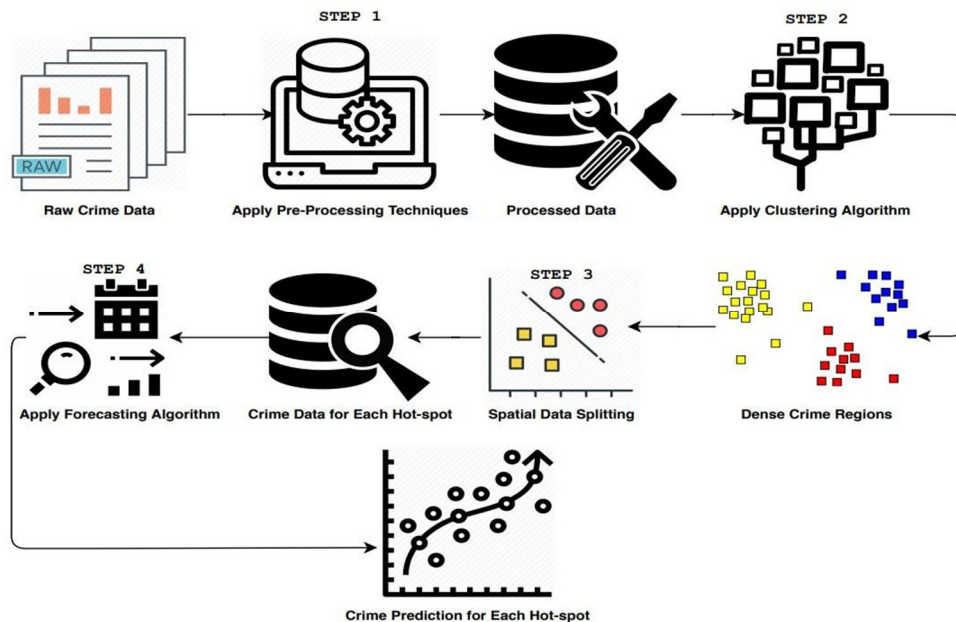 STEP 1
STEP 2
RAW
Raw Crime Data
Apply Pre-Processing Techniques
Processed Data
Apply Clustering Algorithm
STEP 4
STEP 3
Apply Forecasting Algorithm
Crime Data for Each Hot-spot
Spatial Data Splitting
Dense Crime Regions
Crime Prediction for Each Hot-spot